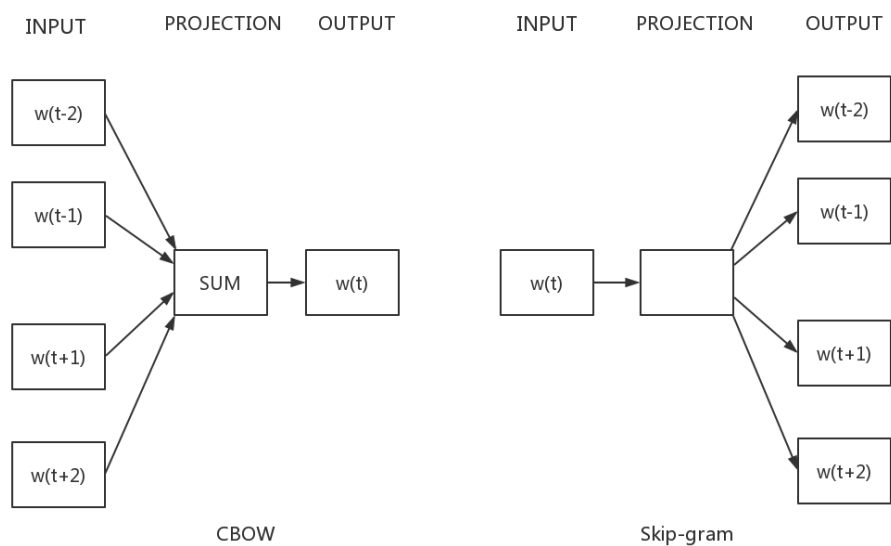 INPUT PROJECTION OUTPUT
w(t-2)
w(t-1)
SUM
w(t)
w(t+1)
w(t+2)
CBOW
INPUT PROJECTION OUTPUT
w(t-2)
w(t-1)
w(t)
w(t+1)
w(t+2)
Skip-gram